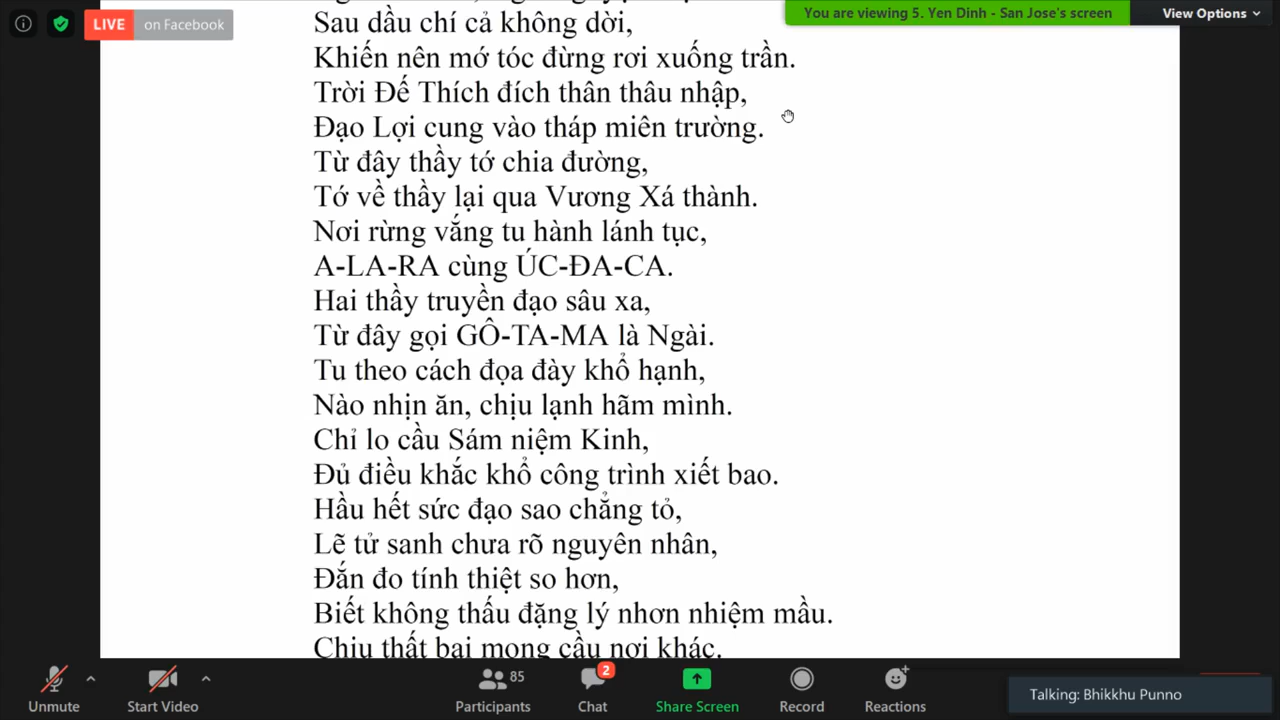 LIVE on Facebook
You are viewing 5. Yen Dinh - San Jose's screen
View Options
Sau dầu chí cả không dời,
Khiến nên mớ tóc đừng rơi xuống trần.
Trời Đế Thích đích thân thâu nhập,
Đạo Lợi cung vào tháp miên trường.
Từ đây thầy tớ chia đường,
Tớ về thầy lại qua Vương Xá thành.
Nơi rừng vắng tu hành lánh tục,
A-LA-RA cùng ÚC-ĐA-CA.
Hai thầy truyền đạo sâu xa,
Từ đây gọi GÔ-TA-MA là Ngài.
Tu theo cách đọa đày khổ hạnh,
Nào nhịn ăn, chịu lạnh hãm mình.
Chỉ lo cầu Sám niệm Kinh,
Đủ điều khắc khổ công trình xiết bao.
Hầu hết sức đạo sao chẳng tỏ,
Lẽ tử sanh chưa rõ nguyên nhân,
Đắn đo tính thiệt so hơn,
Biết không thấu đặng lý nhơn nhiệm mầu.
Chịu thất bại mong cầu nơi khác.
Unmute
Start Video
Participants 85
Chat 2
Share Screen
Record
Reactions
Talking: Bhikkhu Punno